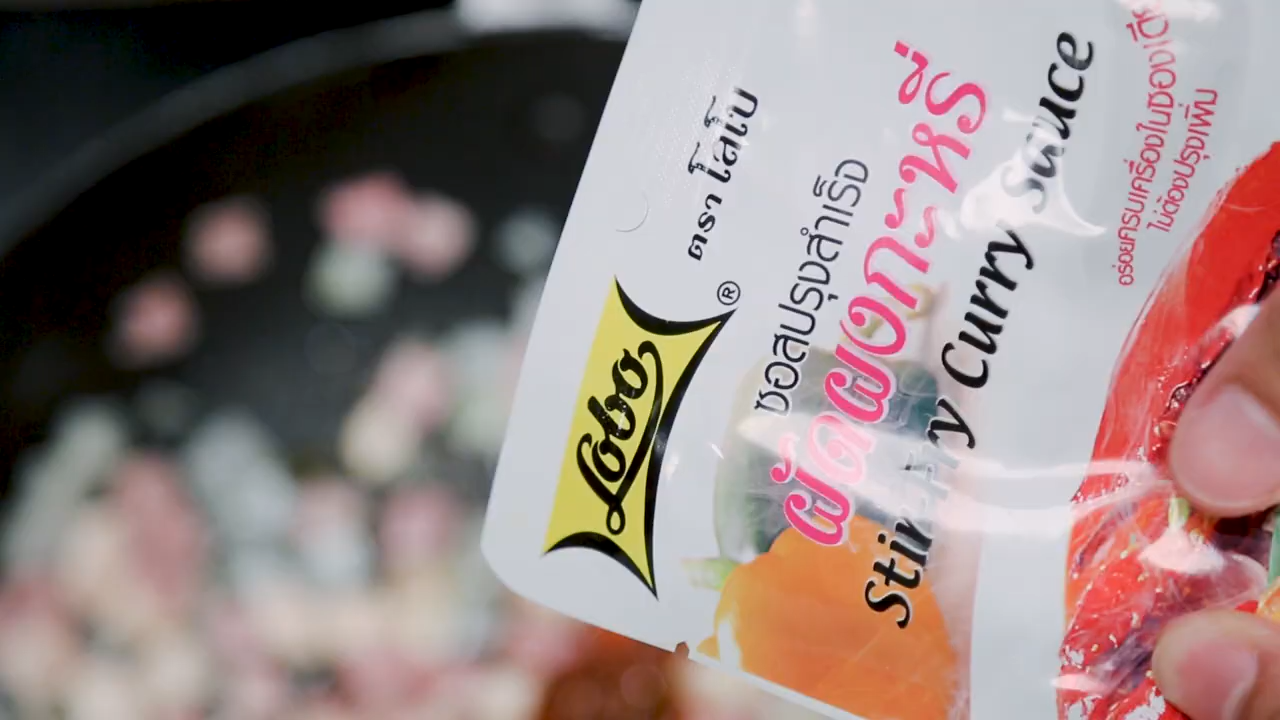 Lobo®
ตราโลโบ
ซอสปรุงสำเร็จ
ผัดผงกะหรี่
Stir-Fry Curry Sauce
อร่อยครบเครื่องในซองเดียว
ไม่ต้องปรุงเพิ่ม